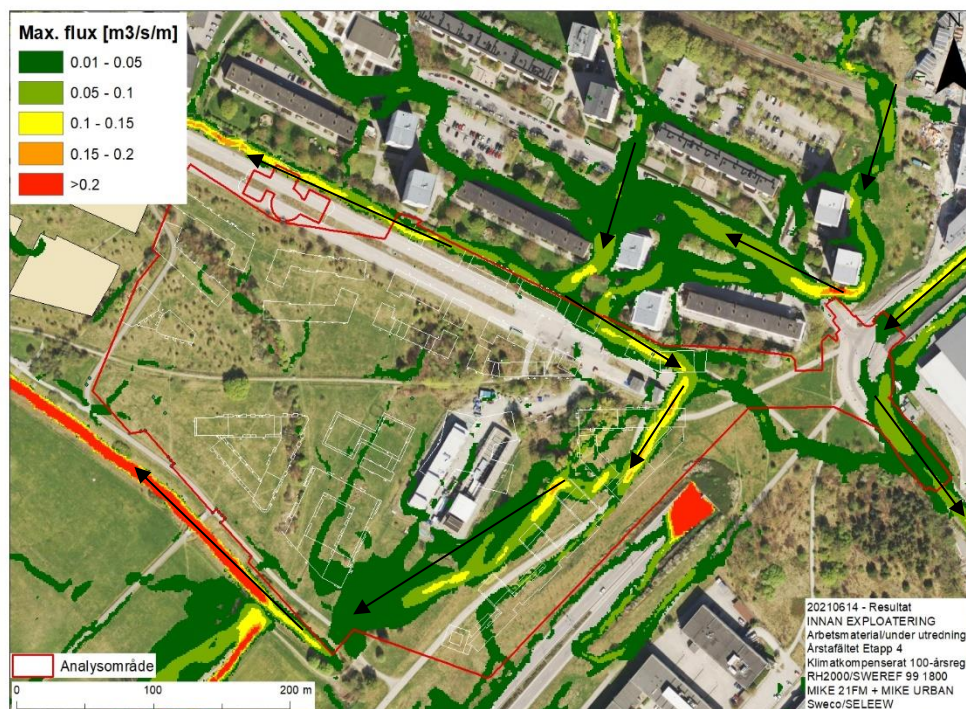 Max. flux [m3/s/m]
0.01 - 0.05
0.05 - 0.1
0.1 - 0.15
0.15 - 0.2
>0.2
N
Analysområde
0 100 200 m
20210614 - Resultat
INNAN EXPLOATERING
Arbetsmaterial/under utredning
Årstafältet Etapp 4
Klimatkompenserat 100-årsreg
RH2000/SWEREF 99 1800
MIKE 21FM + MIKE URBAN
Sweco/SELEEW